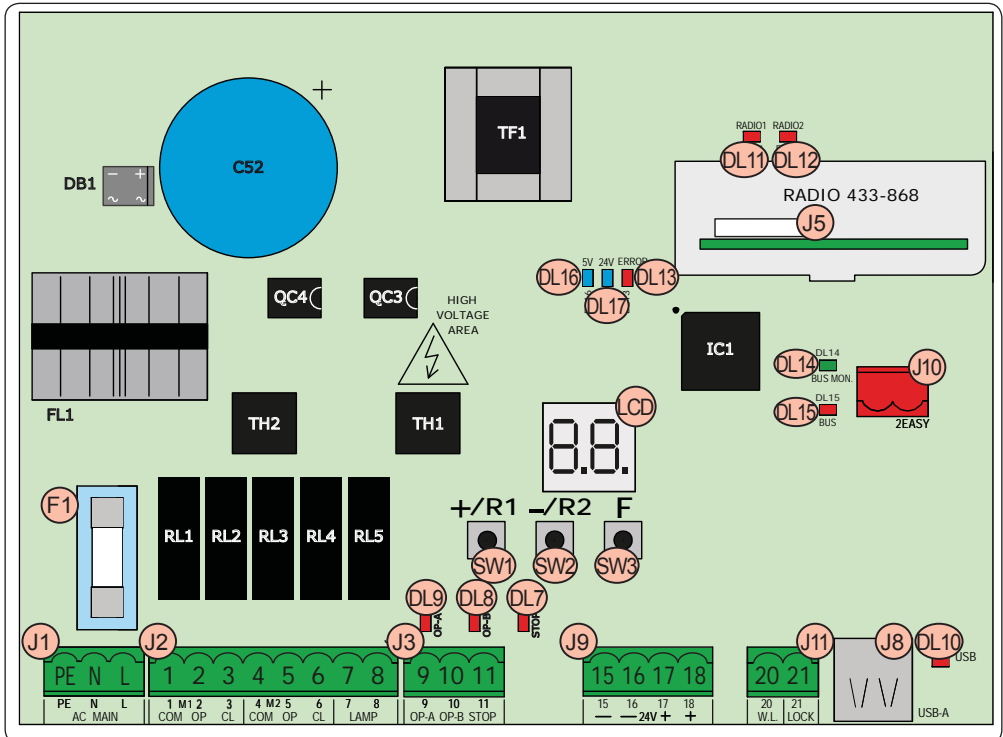 +
TF1
RADIO1 RADIO2
DL11 DL12
DB1
− +
~ ~
C52
RADIO 433-868
J5
5V 24V ERROR
DL16 DL13
DL17
QC4 QC3
HIGH
VOLTAGE
AREA
IC1
DL14 DL14
BUS MON.
J10
DL15 DL15
BUS
2EASY
FL1
TH2 TH1
LCD
8.8.
F1
+/R1 −/R2 F
RL1 RL2 RL3 RL4 RL5
SW1 SW2 SW3
DL9 DL8 DL7
OP-A OP-B STOP
J1 J2 J3 J9 J11 J8 DL10
USB
PE N L 1 2 3 4 5 6 7 8 9 10 11 15 16 17 18 20 21
PE N L 1 M1 2 3 4 M2 5 6 7 8 9 10 11 15 16 17 18 20 21
AC MAIN COM OP CL COM OP CL LAMP OP-A OP-B STOP − − 24V + + W.L. LOCK
USB-A